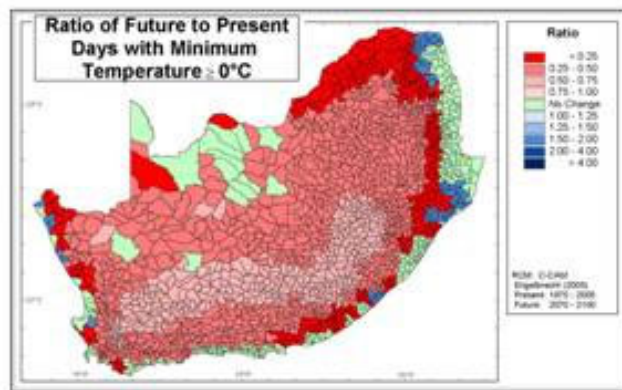 Ratio of Future to Present
Days with Minimum
Temperature ≥ 0°C
Ratio
< 0.25
0.25 - 0.50
0.50 - 0.75
0.75 - 1.00
No Change
1.00 - 1.25
1.25 - 1.50
1.50 - 2.00
2.00 - 4.00
> 4.00
RCM: C-CAM
Engelbrecht (2005)
Present: 1975 - 2005
Future: 2070 - 2100